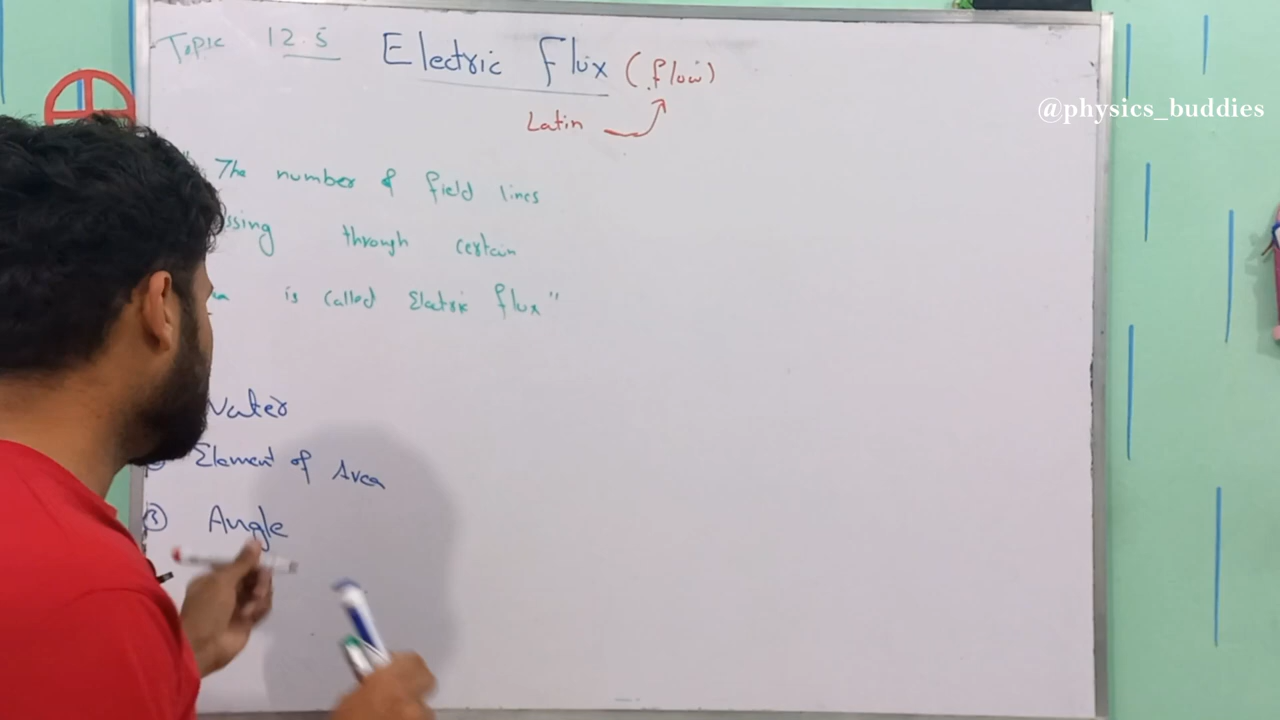 Topic 12.5 Electric flux (flow)
Latin
@physics_buddies
" The number of field lines
ssing through certain
is called Electric flux"
Water
Element of Area
③ Angle